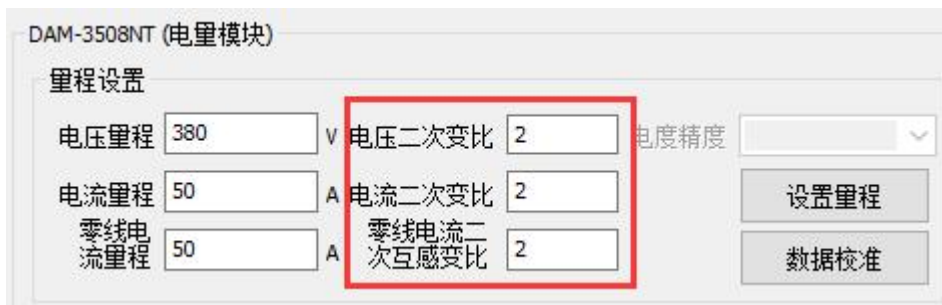 DAM-3508NT (电量模块)
量程设置
电压量程 380 V 电压二次变比 2 电度精度
电流量程 50 A 电流二次变比 2 设置量程
零线电流量程 50 A 零线电流二次互感变比 2 数据校准